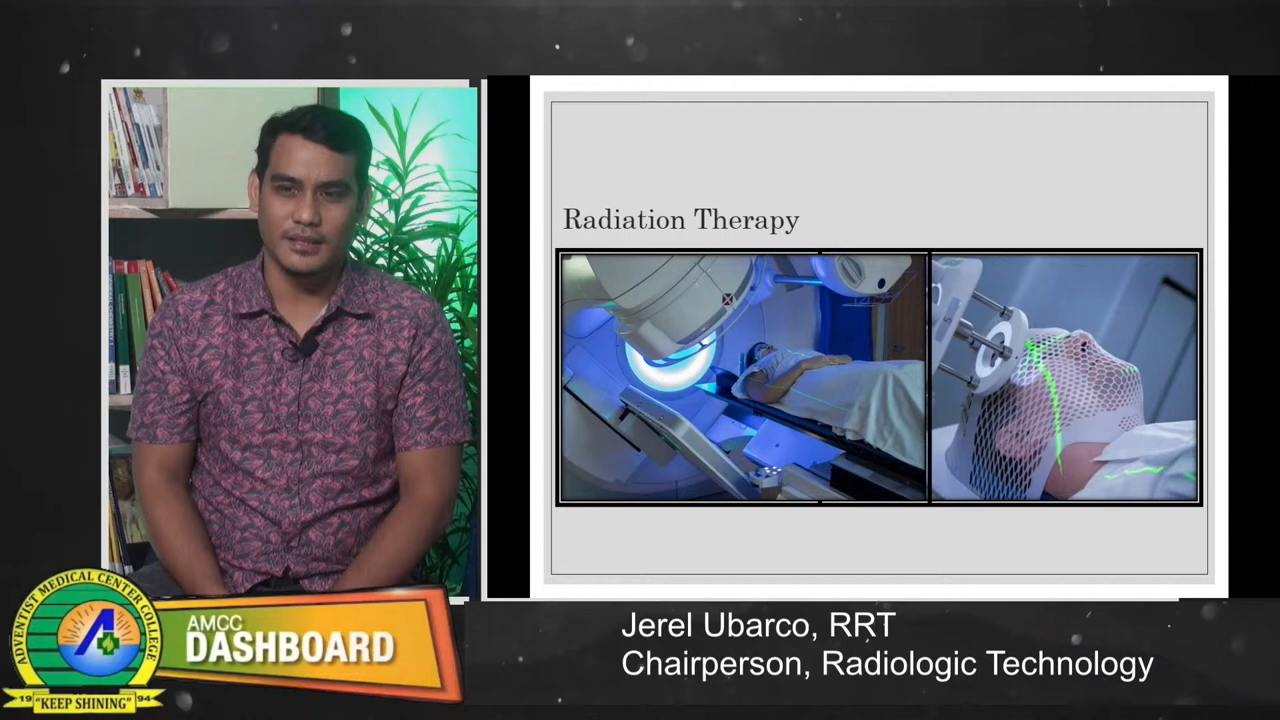 Radiation Therapy
ADVENTIST MEDICAL CENTER COLLEGE
A
19 "KEEP SHINING" 94
AMCC
DASHBOARD
Jerel Ubarco, RRT
Chairperson, Radiologic Technology